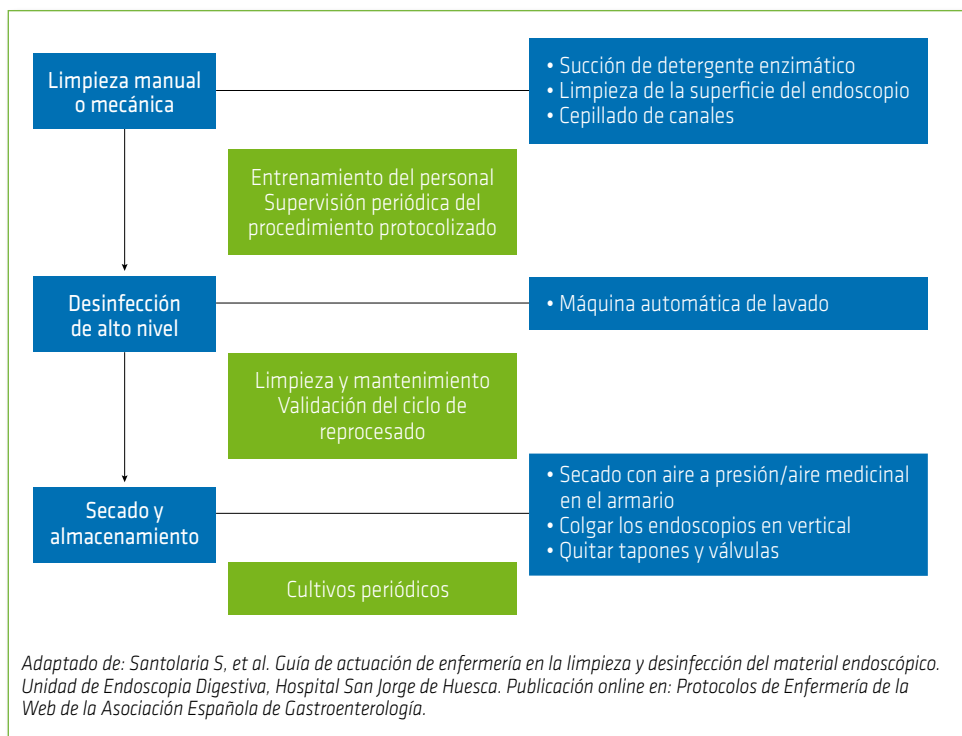 Limpieza manual
o mecánica
• Succión de detergente enzimático
• Limpieza de la superficie del endoscopio
• Cepillado de canales
Entrenamiento del personal
Supervisión periódica del
procedimiento protocolizado
Desinfección
de alto nivel
• Máquina automática de lavado
Limpieza y mantenimiento
Validación del ciclo de
reprocesado
Secado y
almacenamiento
• Secado con aire a presión/aire medicinal
en el armario
• Colgar los endoscopios en vertical
• Quitar tapones y válvulas
Cultivos periódicos
Adaptado de: Santolaria S, et al. Guía de actuación de enfermería en la limpieza y desinfección del material endoscópico.
Unidad de Endoscopia Digestiva, Hospital San Jorge de Huesca. Publicación online en: Protocolos de Enfermería de la
Web de la Asociación Española de Gastroenterología.